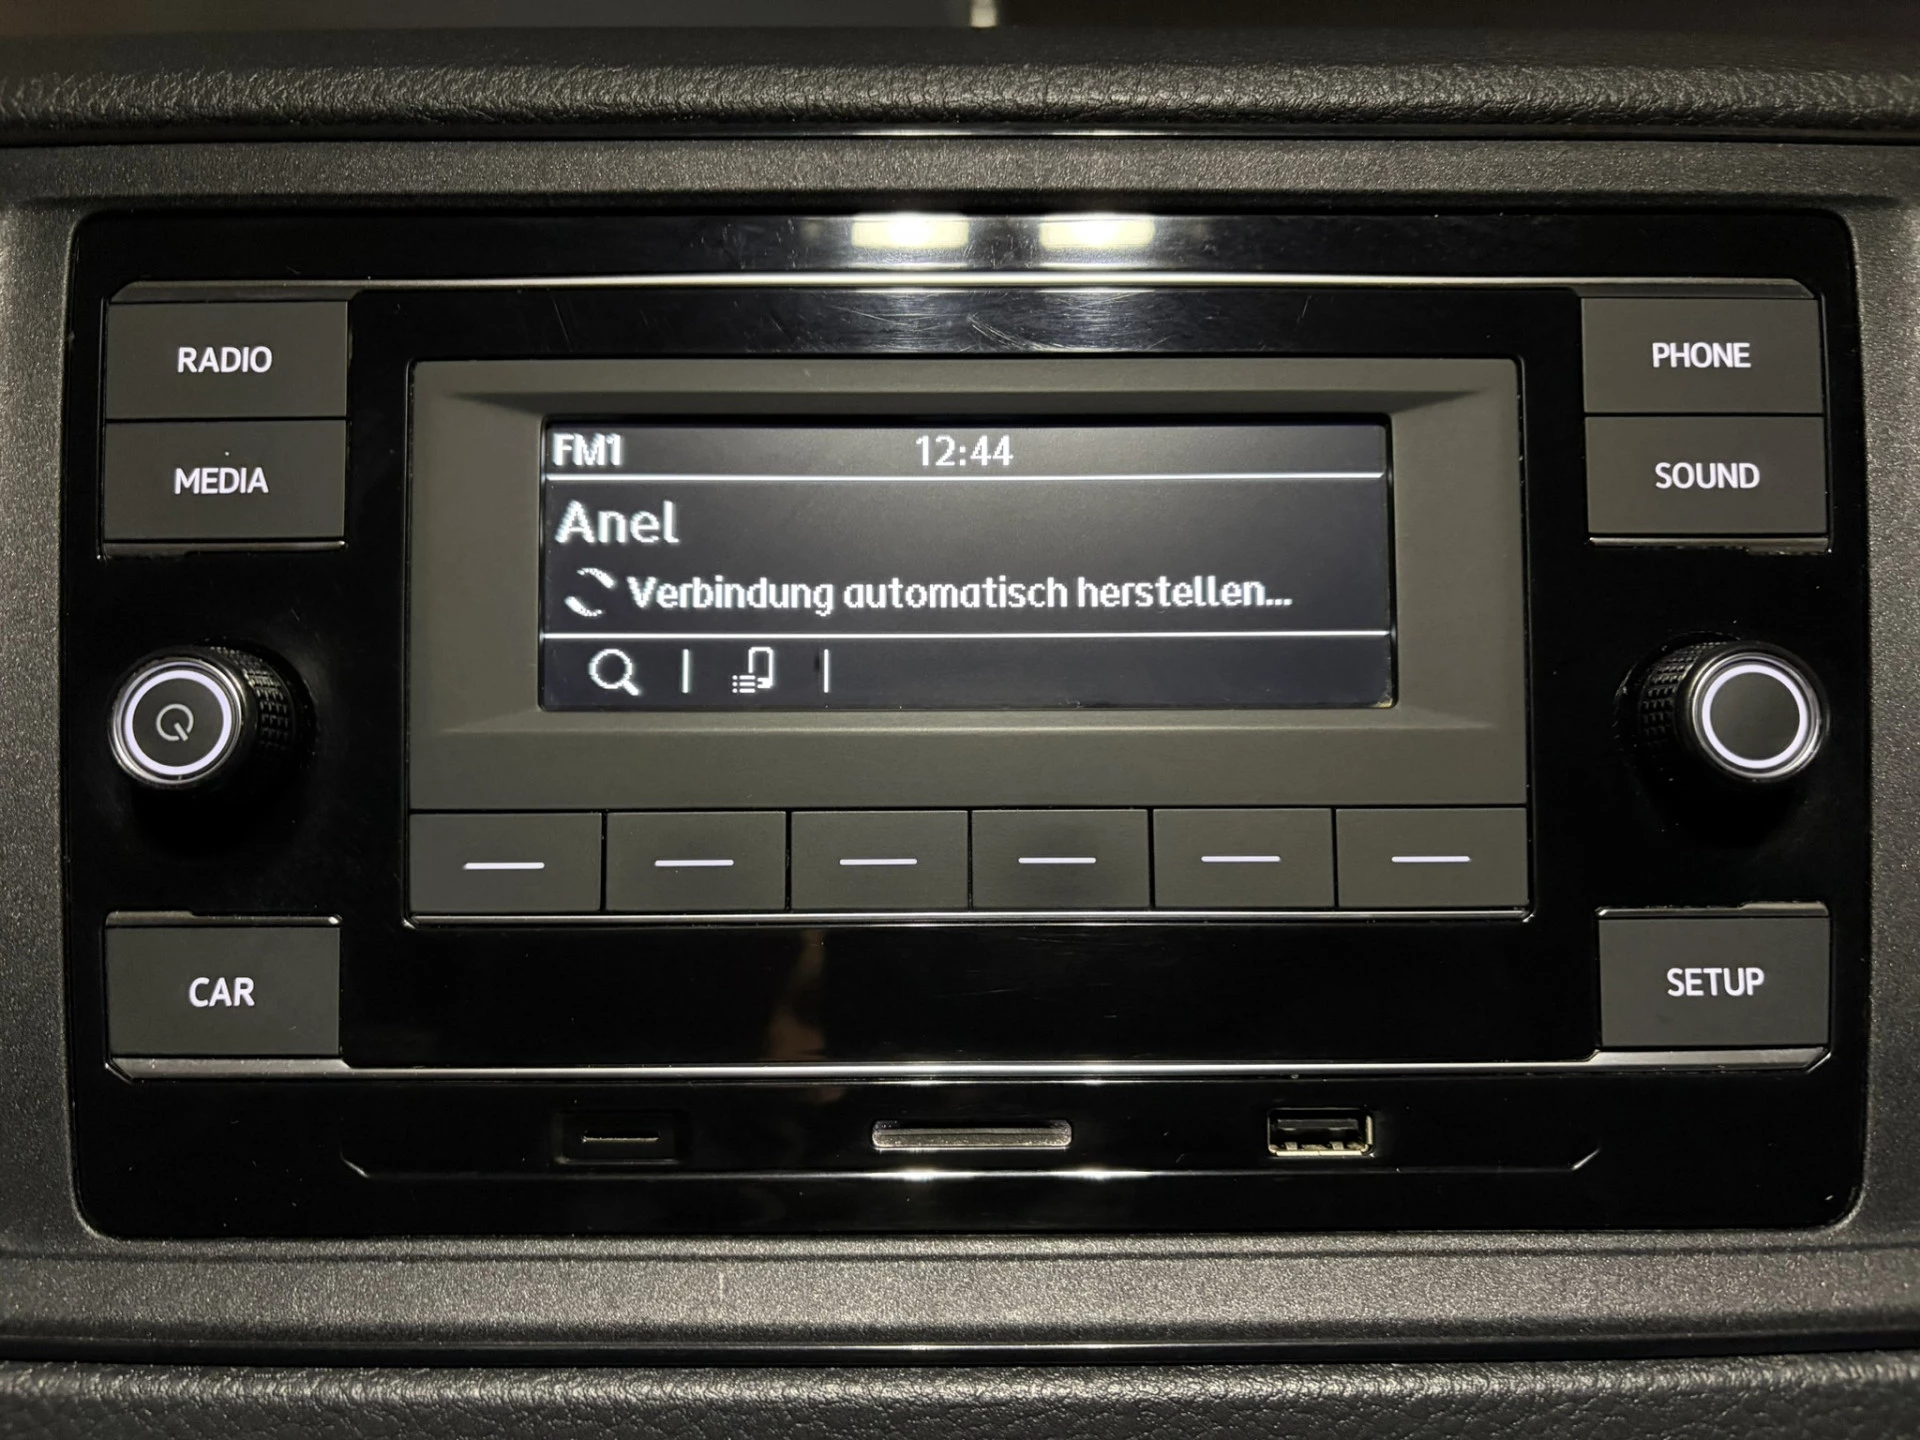 RADIO
MEDIA
FM1 12:44
Anel
Verbindung automatisch herstellen...
PHONE
SOUND
CAR
SETUP